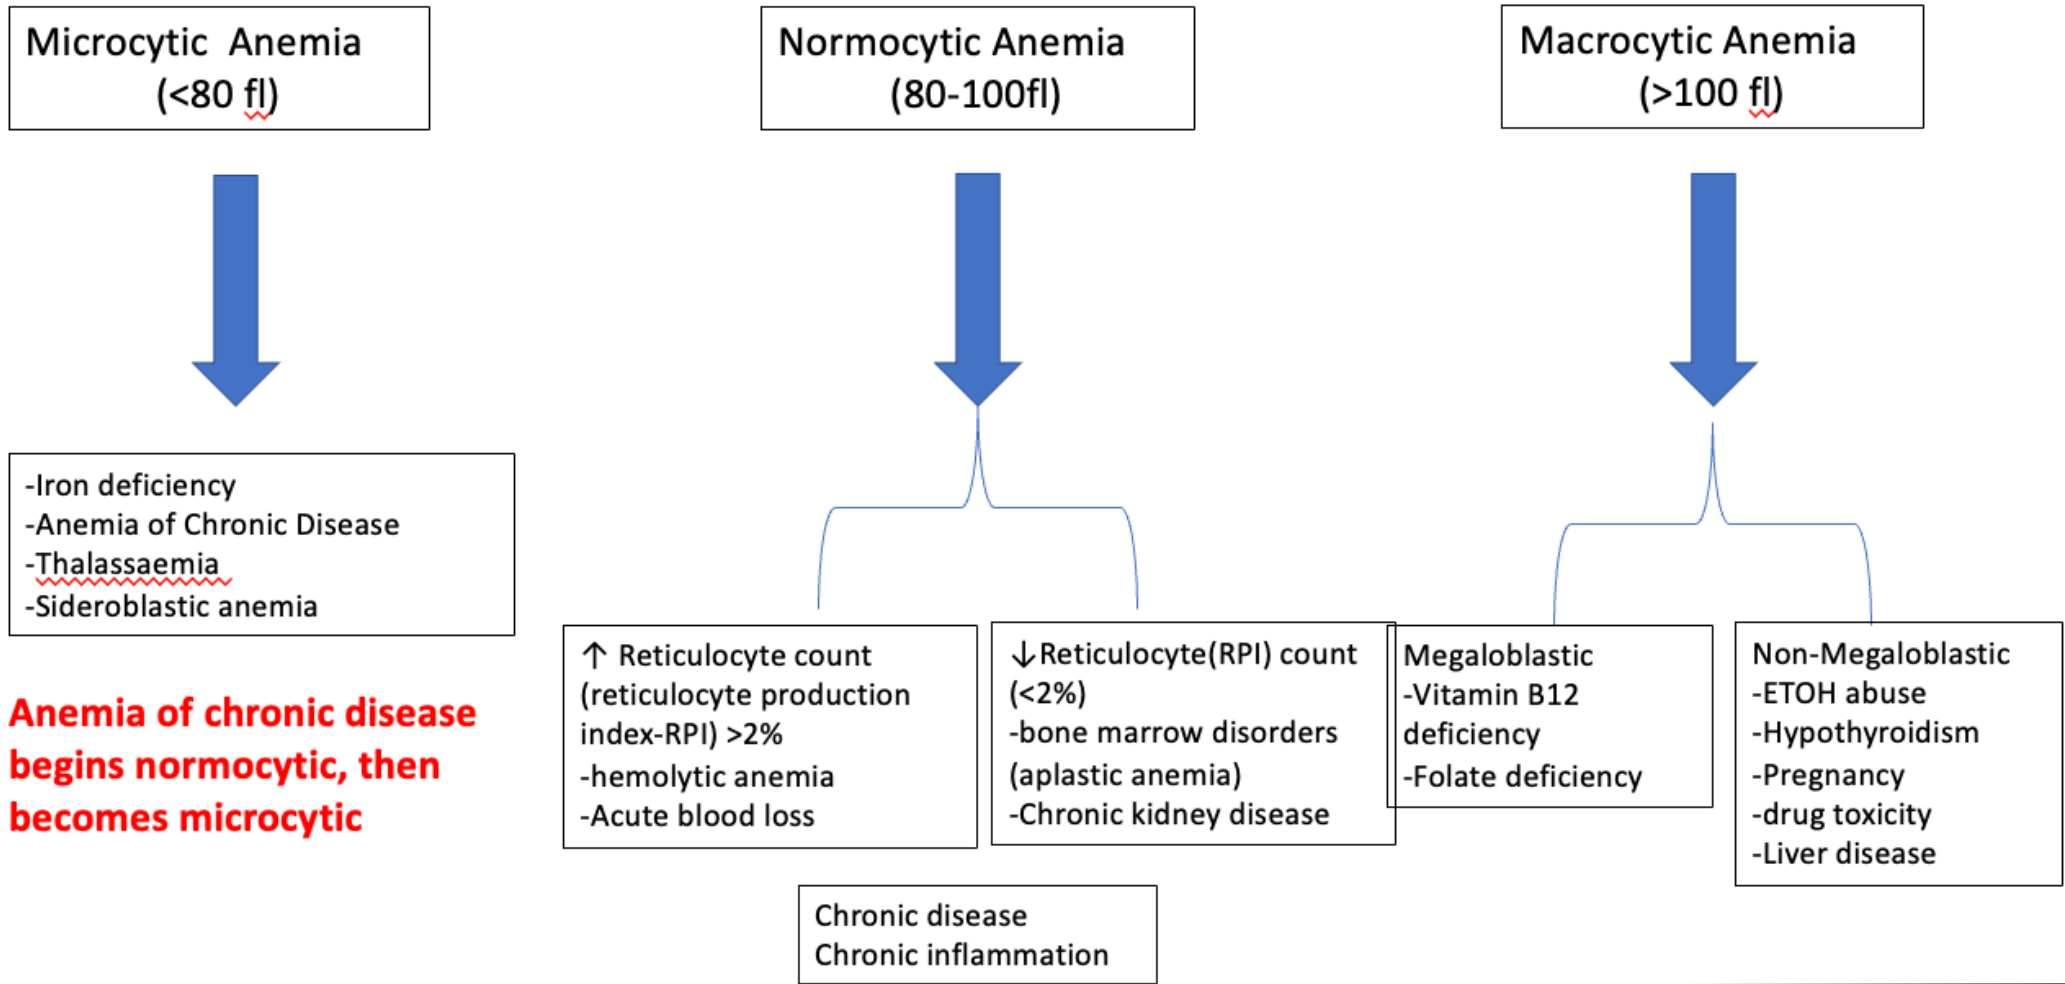 Microcytic Anemia
(<80 fl)
Normocytic Anemia
(80-100fl)
Macrocytic Anemia
(>100 fl)
-Iron deficiency
-Anemia of Chronic Disease
-Thalassaemia
-Sideroblastic anemia
Anemia of chronic disease
begins normocytic, then
becomes microcytic
↑ Reticulocyte count
(reticulocyte production
index-RPI) >2%
-hemolytic anemia
-Acute blood loss
↓Reticulocyte(RPI) count
(<2%)
-bone marrow disorders
(aplastic anemia)
-Chronic kidney disease
Chronic disease
Chronic inflammation
Megaloblastic
-Vitamin B12
deficiency
-Folate deficiency
Non-Megaloblastic
-ETOH abuse
-Hypothyroidism
-Pregnancy
-drug toxicity
-Liver disease